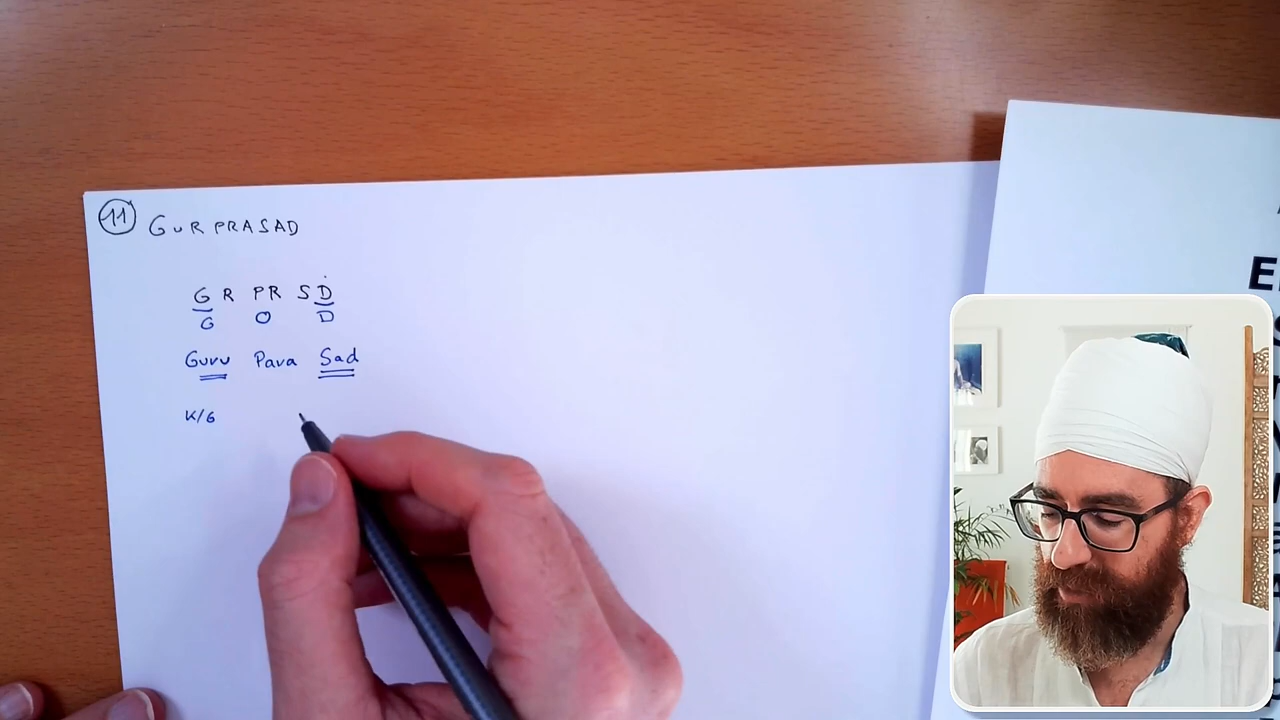 11 GURPRASAD
G R PR S D
G O D
Guru Para Sad
K/G
E